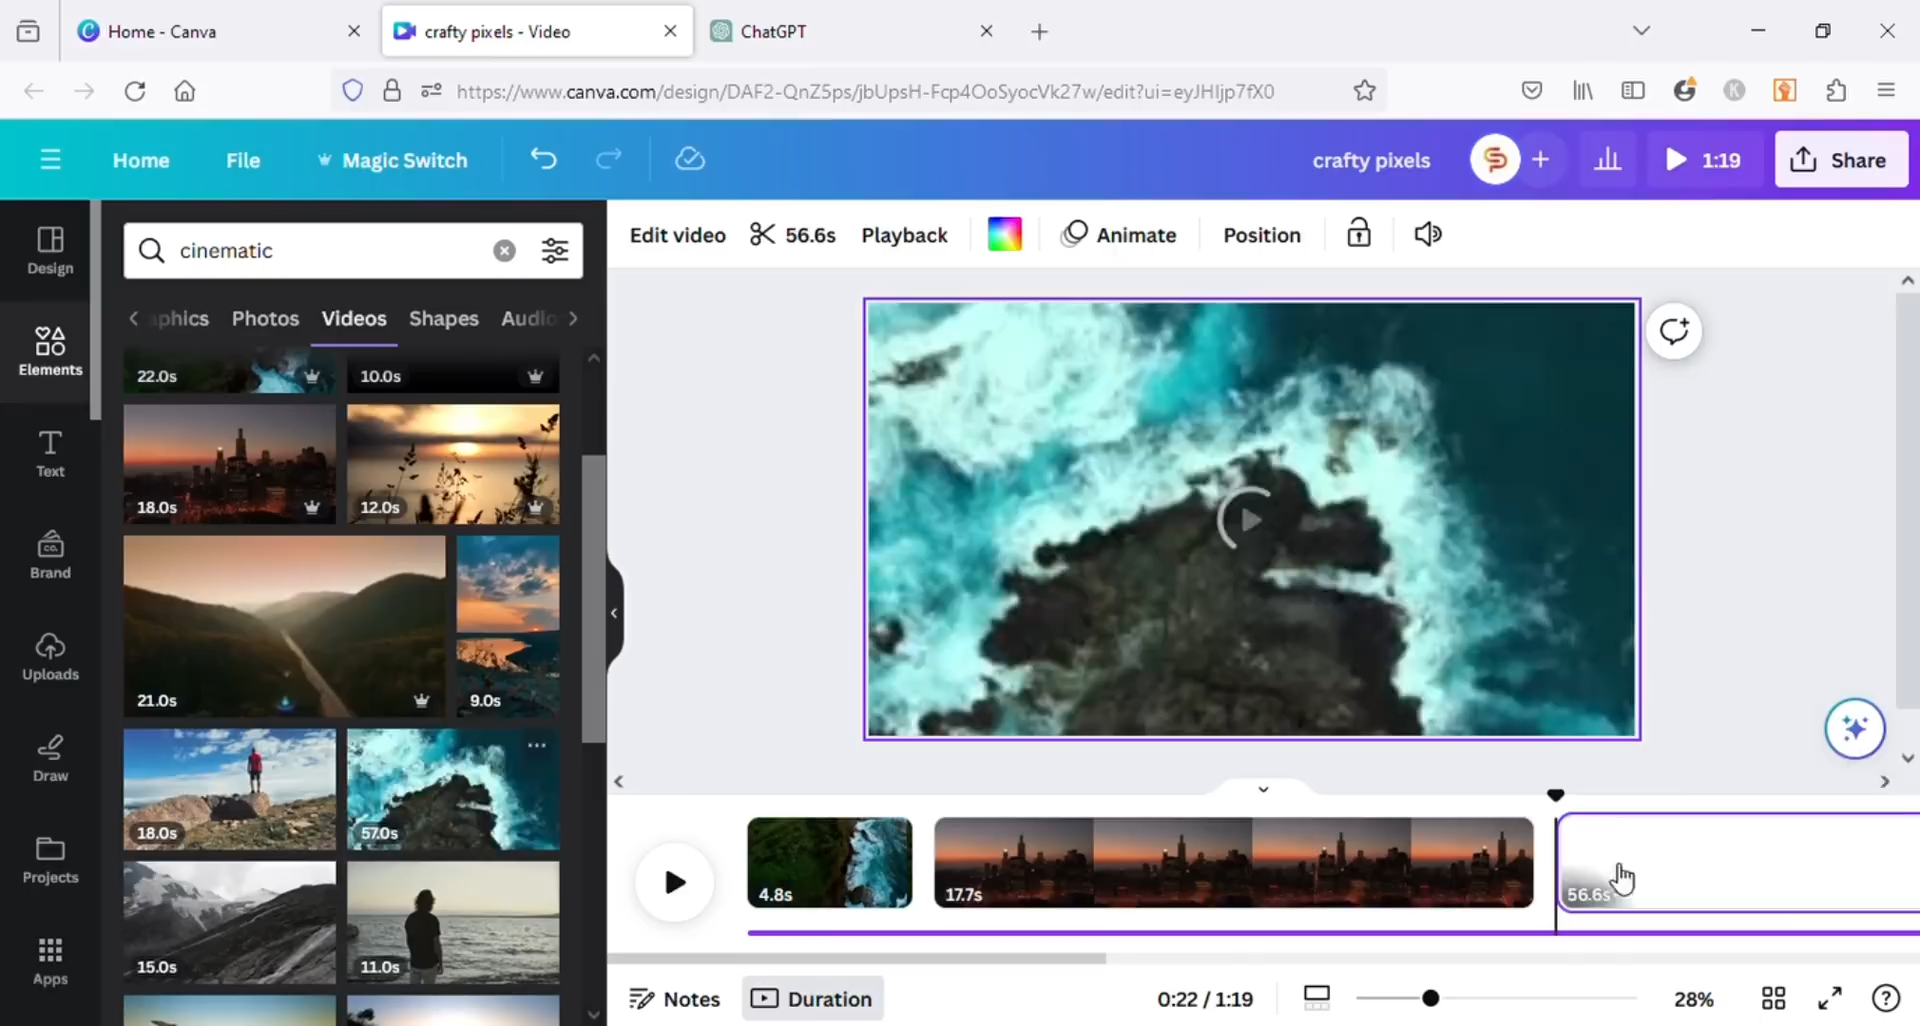 Home - Canva
crafty pixels - Video
ChatGPT
https://www.canva.com/design/DAF2-QnZ5ps/jbUpsH-Fcp4OoSyocVk27w/edit?ui=eyJHIjp7fX0
Home
File
Magic Switch
crafty pixels
1:19
Share
Design
Elements
Text
Brand
Uploads
Draw
Projects
Apps
cinematic
aphics
Photos
Videos
Shapes
Audio
22.0s
10.0s
18.0s
12.0s
21.0s
9.0s
18.0s
57.0s
15.0s
11.0s
Edit video
56.6s
Playback
Animate
Position
4.8s
17.7s
56.6s
Notes
Duration
0:22 / 1:19
28%